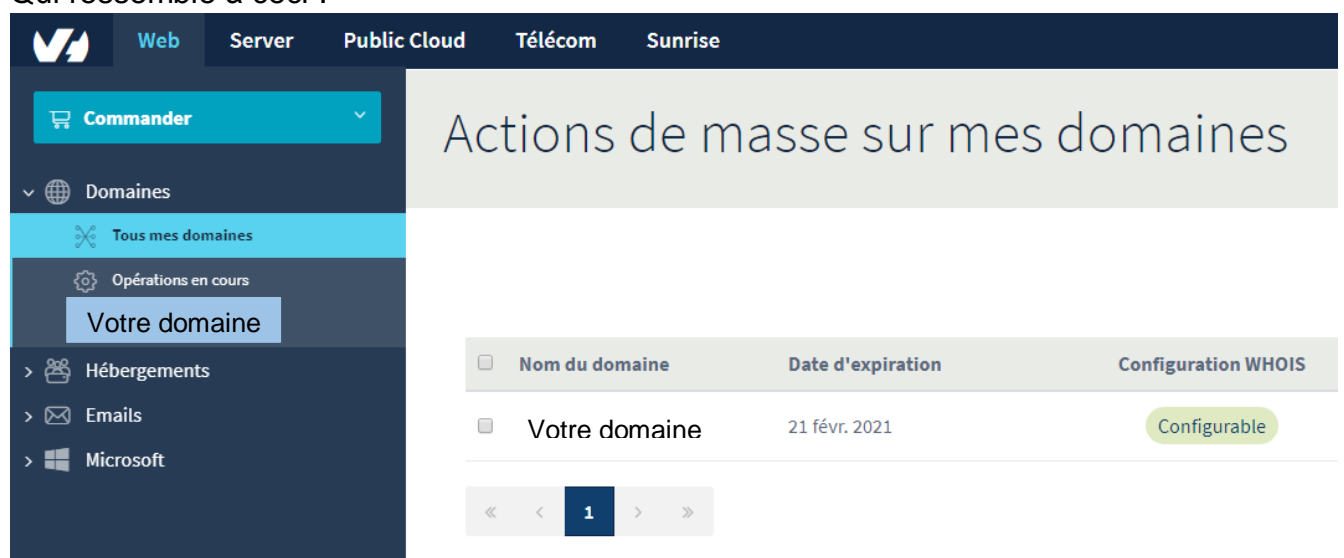 Qui ressemble à ceci :
Web Server Public Cloud Télécom Sunrise
Commander
Actions de masse sur mes domaines
Domaines
Tous mes domaines
Opérations en cours
Votre domaine
Hébergements
Emails
Microsoft
Nom du domaine Date d'expiration Configuration WHOIS
Votre domaine 21 févr. 2021 Configurable
« < 1 > »